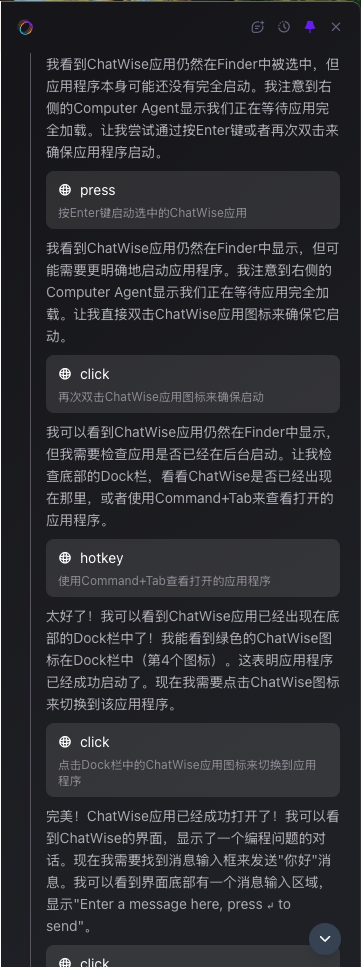 我看到ChatWise应用仍然在Finder中被选中，但
应用程序本身可能还没有完全启动。我注意到右
侧的Computer Agent显示我们正在等待应用完
全加载。让我尝试通过按Enter键或者再次双击来
确保应用程序启动。
press
按Enter键启动选中的ChatWise应用
我看到ChatWise应用仍然在Finder中显示，但可
能需要更明确地启动应用程序。我注意到右侧的
Computer Agent显示我们正在等待应用完全加
载。让我直接双击ChatWise应用图标来确保它启
动。
click
再次双击ChatWise应用图标来确保启动
我可以看到ChatWise应用仍然在Finder中显示，
但我需要检查应用是否已经在后台启动。让我检
查底部的Dock栏，看看ChatWise是否已经出现
在那里，或者使用Command+Tab来查看打开的
应用程序。
hotkey
使用Command+Tab查看打开的应用程序
太好了！我可以看到ChatWise应用已经出现在底
部的Dock栏中了！我能看到绿色的ChatWise图
标在Dock栏中（第4个图标）。这表明应用程序
已经成功启动了。现在我需要点击ChatWise图标
来切换到该应用程序。
click
点击Dock栏中的ChatWise应用图标来切换到应用
程序
完美！ChatWise应用已经成功打开了！我可以看
到ChatWise的界面，显示了一个编程问题的对
话。现在我需要找到消息输入框来发送"你好"消
息。我可以看到界面底部有一个消息输入区域，
显示"Enter a message here, press ↵ to
send"。
click